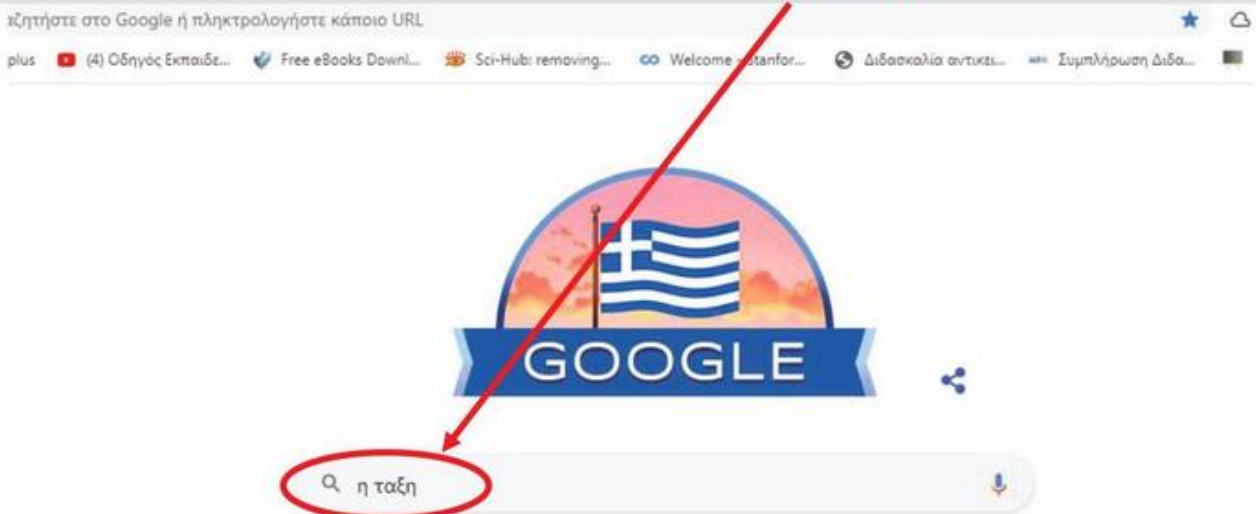 αζητήστε στο Google ή πληκτρολογήστε κάποιο URL
plus (4) Οδηγός Εκπαιδε... Free eBooks Downl... Sci-Hub: removing... Welcome - Stanfor... Διδασκαλία αντικει... Συμπλήρωση Διδα...
GOOGLE
η ταξη